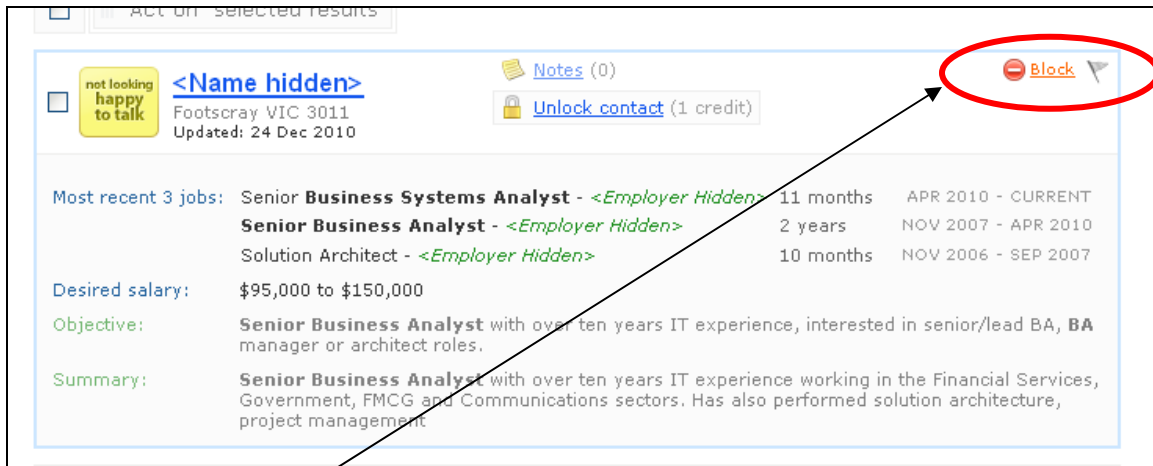 Act on selected results
not looking
happy
to talk
<Name hidden>
Footscray VIC 3011
Updated: 24 Dec 2010
Notes (0)
Unlock contact (1 credit)
Block
Most recent 3 jobs: Senior Business Systems Analyst - <Employer Hidden> 11 months APR 2010 - CURRENT
Senior Business Analyst - <Employer Hidden> 2 years NOV 2007 - APR 2010
Solution Architect - <Employer Hidden> 10 months NOV 2006 - SEP 2007
Desired salary: $95,000 to $150,000
Objective: Senior Business Analyst with over ten years IT experience, interested in senior/lead BA, BA
manager or architect roles.
Summary: Senior Business Analyst with over ten years IT experience working in the Financial Services,
Government, FMCG and Communications sectors. Has also performed solution architecture,
project management